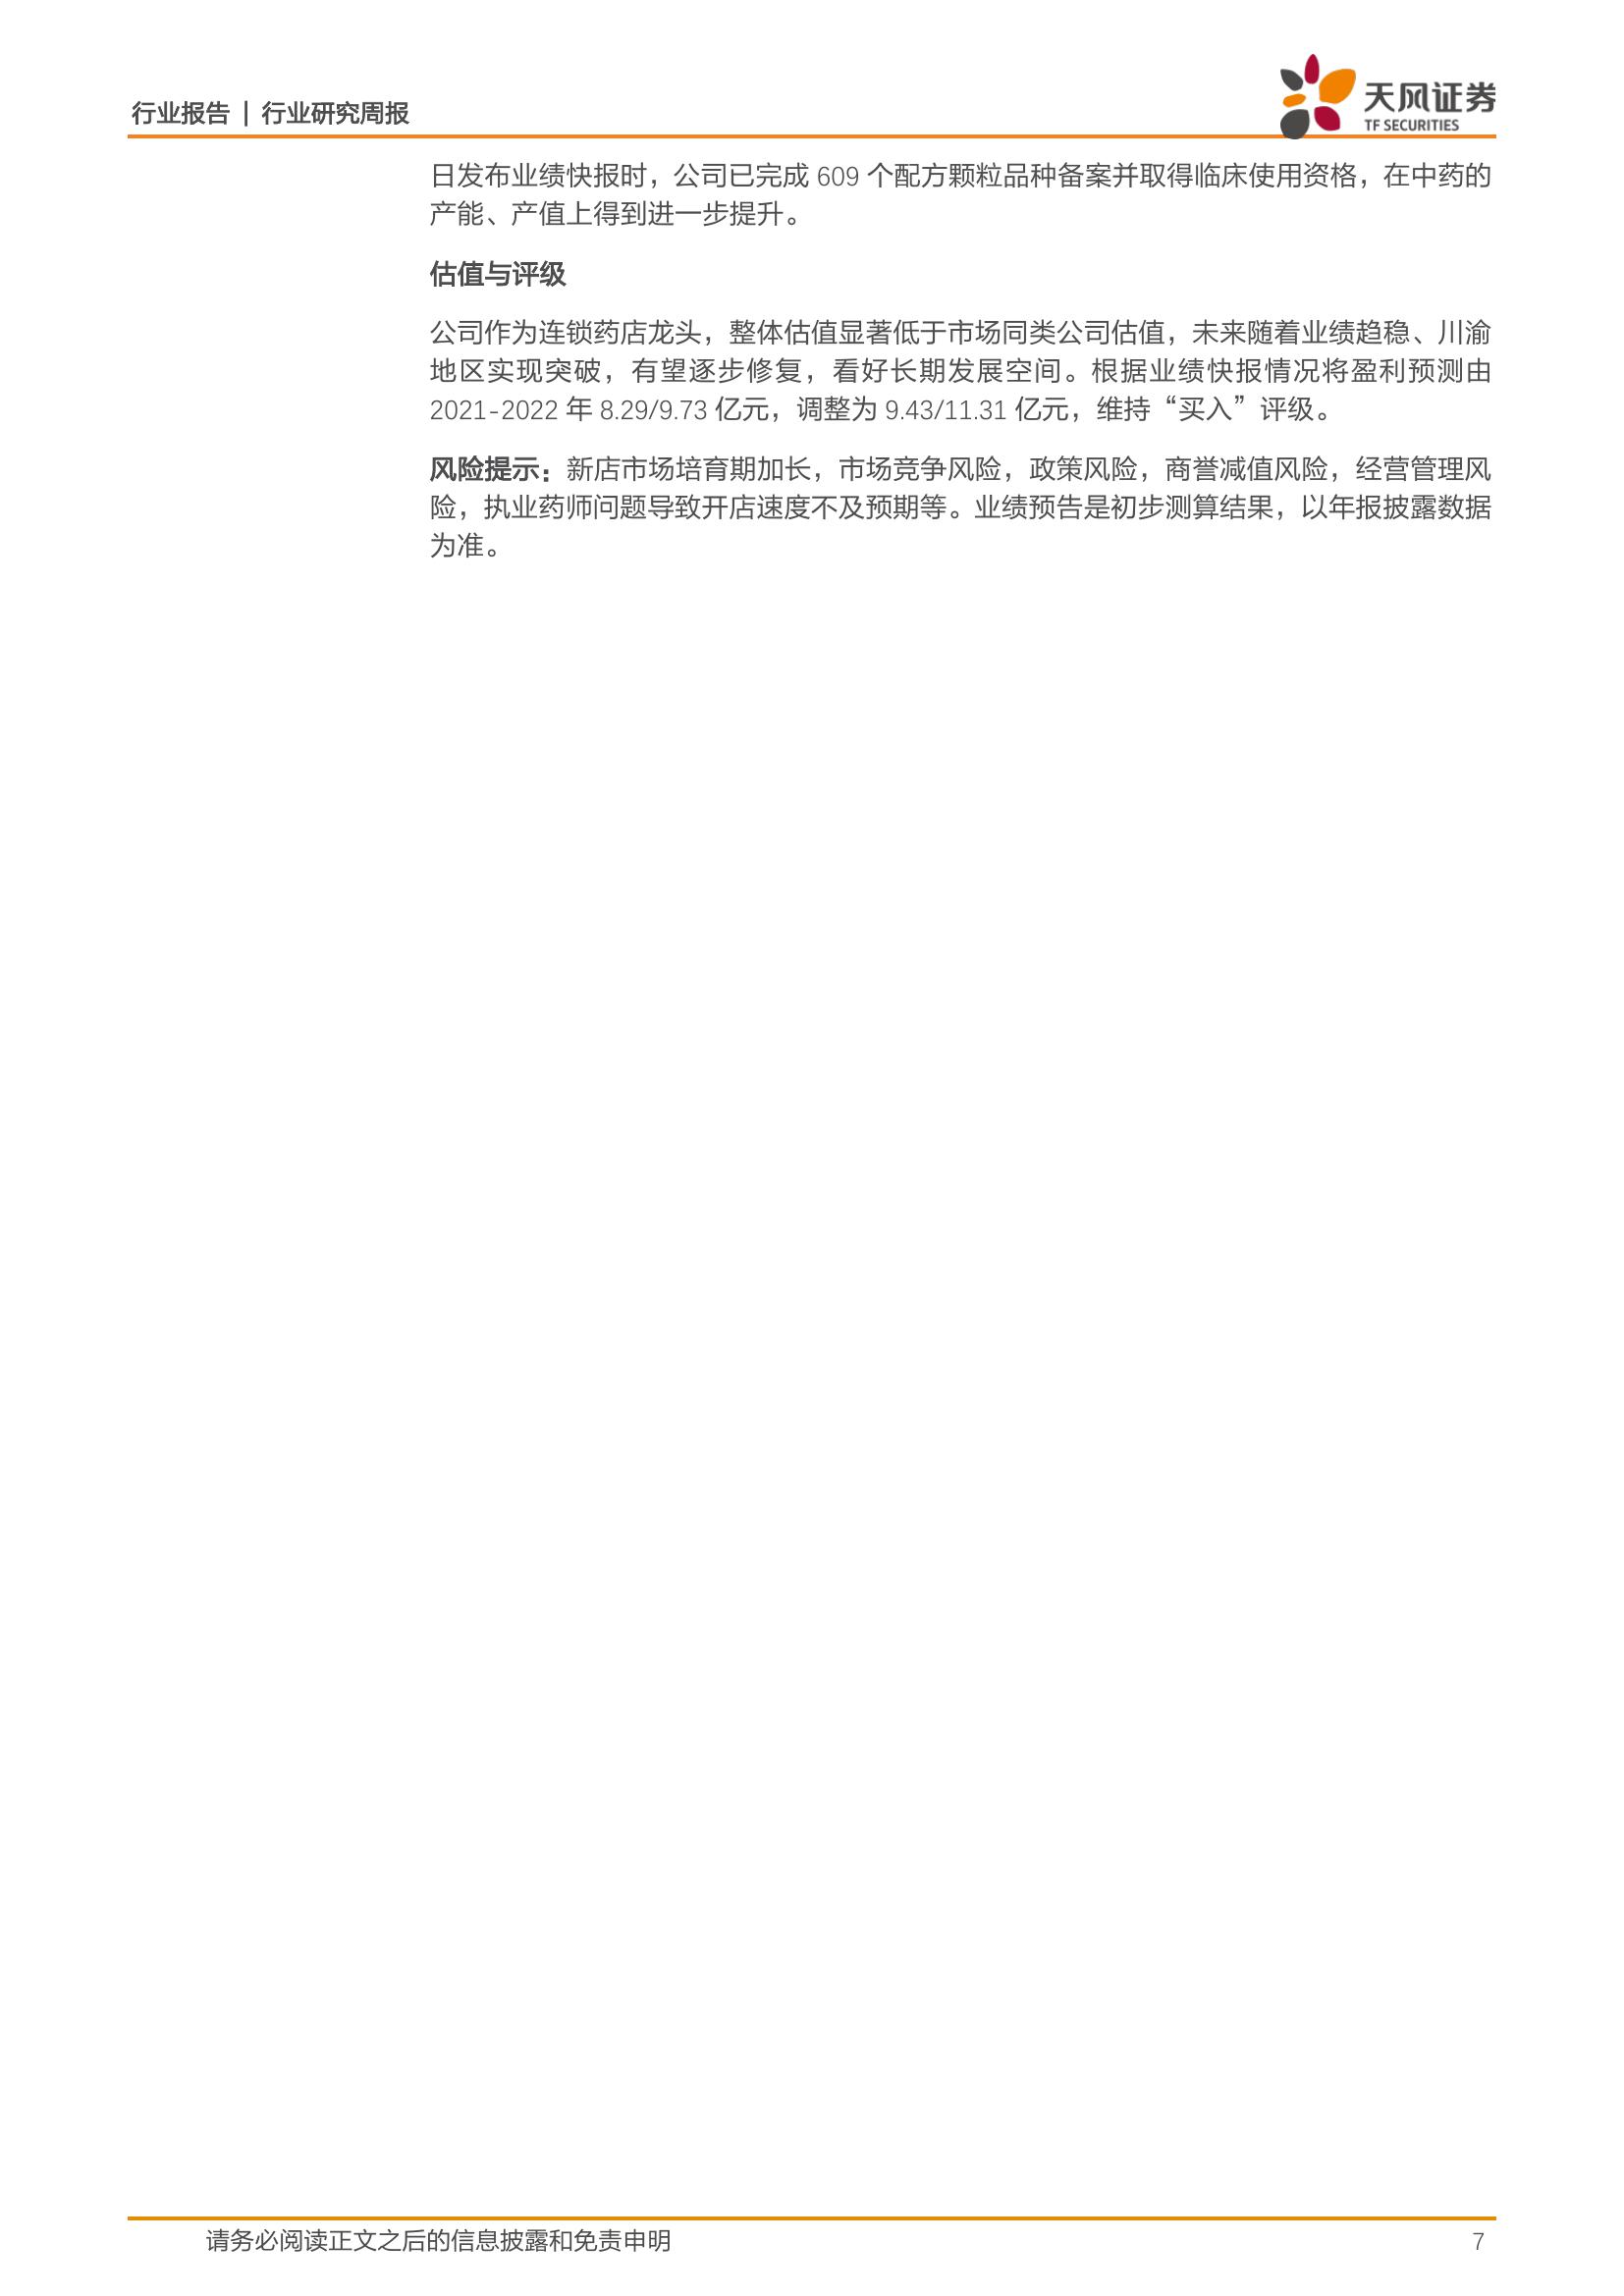 行业报告 | 行业研究周报
天风证券
TF SECURITIES
日发布业绩快报时，公司已完成 609 个配方颗粒品种备案并取得临床使用资格，在中药的
产能、产值上得到进一步提升。
估值与评级
公司作为连锁药店龙头，整体估值显著低于市场同类公司估值，未来随着业绩趋稳、川渝
地区实现突破，有望逐步修复，看好长期发展空间。根据业绩快报情况将盈利预测由
2021-2022 年 8.29/9.73 亿元，调整为 9.43/11.31 亿元，维持“买入”评级。
风险提示：新店市场培育期加长，市场竞争风险，政策风险，商誉减值风险，经营管理风
险，执业药师问题导致开店速度不及预期等。业绩预告是初步测算结果，以年报披露数据
为准。
请务必阅读正文之后的信息披露和免责申明
7